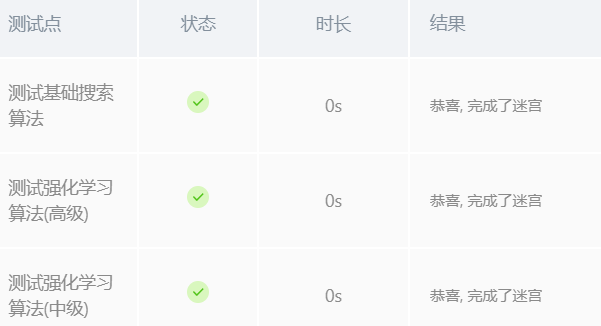 测试点 状态 时长 结果
测试基础搜索
算法
0s
恭喜, 完成了迷宫
测试强化学习
算法(高级)
0s
恭喜, 完成了迷宫
测试强化学习
算法(中级)
0s
恭喜, 完成了迷宫